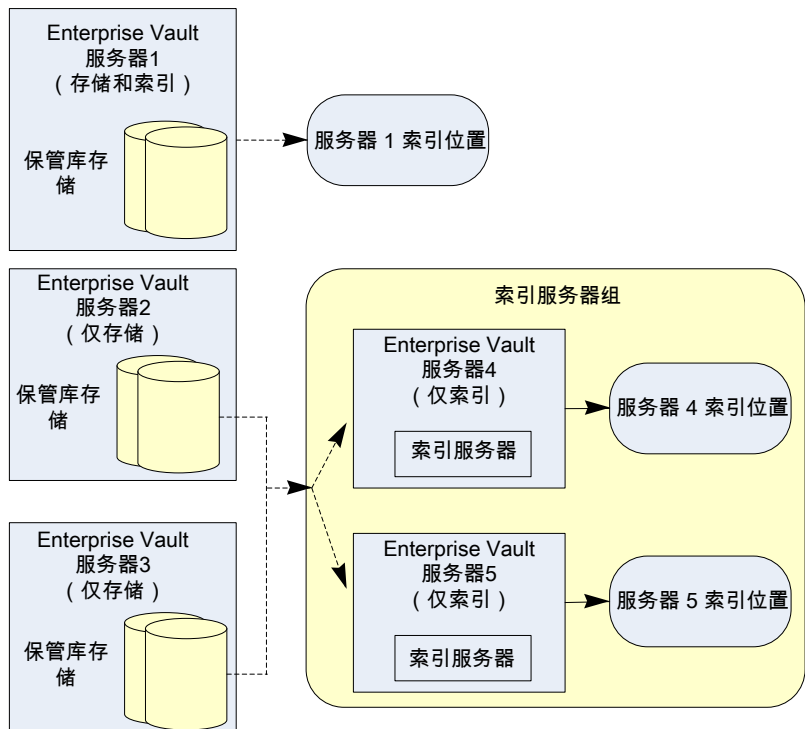 Enterprise Vault
服务器1
（存储和索引）
保管库存
储
服务器 1 索引位置
Enterprise Vault
服务器2
（仅存储）
保管库存
储
Enterprise Vault
服务器3
（仅存储）
保管库存
储
索引服务器组
Enterprise Vault
服务器4
（仅索引）
索引服务器
服务器 4 索引位置
Enterprise Vault
服务器5
（仅索引）
索引服务器
服务器 5 索引位置